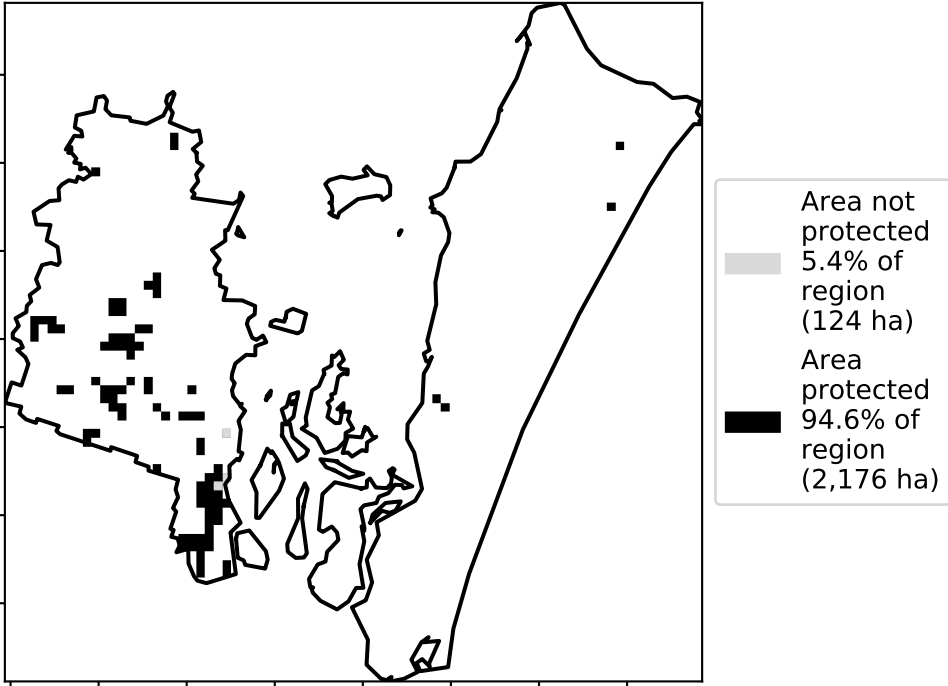 Area not
protected
5.4% of
region
(124 ha)
Area
protected
94.6% of
region
(2,176 ha)